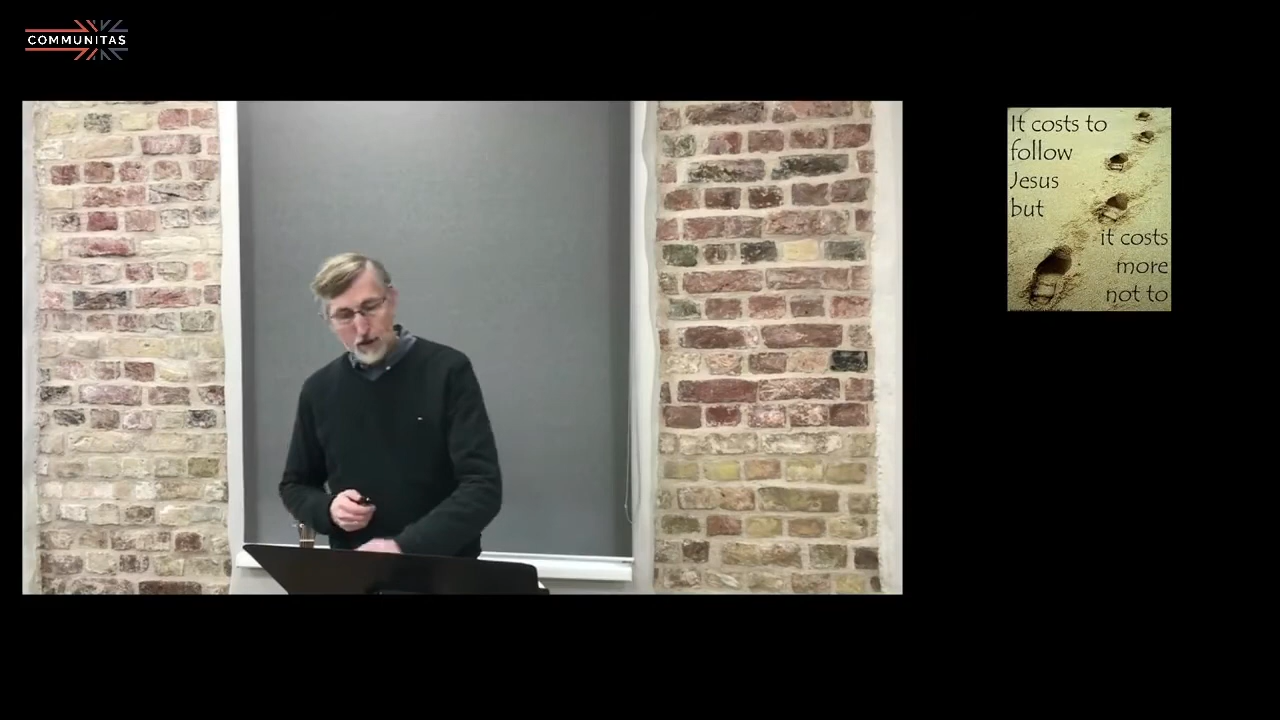 COMMUNITAS
It costs to
follow
Jesus
but
it costs
more
not to